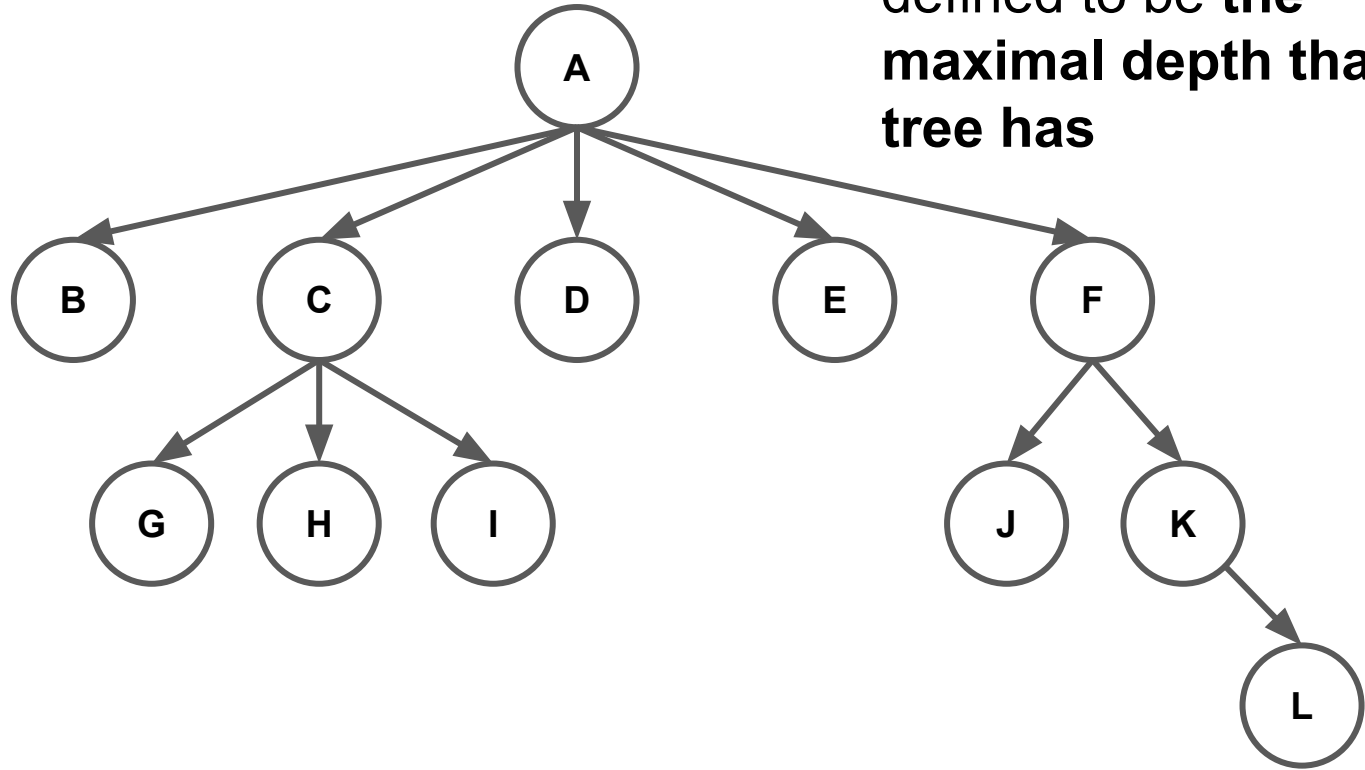 defined to be the
maximal depth tha
tree has
A
B C D E F
G H I J K
L